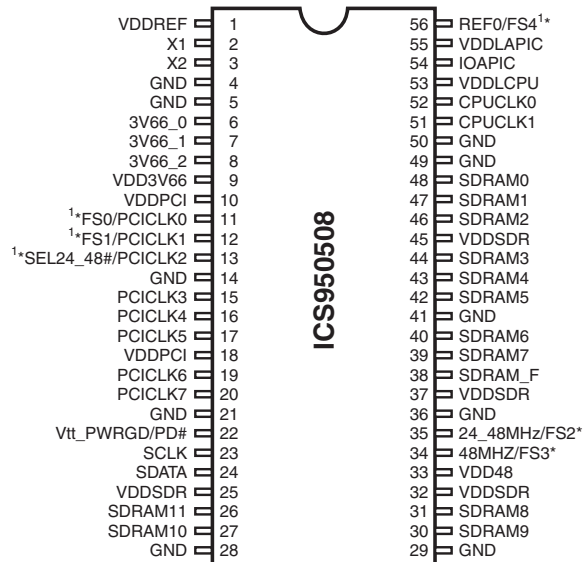 VDDREF 1 56 REF0/FS4¹*
X1 2 55 VDDLAPIC
X2 3 54 IOAPIC
GND 4 53 VDDLCPU
GND 5 52 CPUCLK0
3V66_0 6 51 CPUCLK1
3V66_1 7 50 GND
3V66_2 8 49 GND
VDD3V66 9 48 SDRAM0
VDDPCI 10 47 SDRAM1
¹*FS0/PCICLK0 11 46 SDRAM2
¹*FS1/PCICLK1 12 45 VDDSDR
¹*SEL24_48#/PCICLK2 13 44 SDRAM3
GND 14 43 SDRAM4
PCICLK3 15 42 SDRAM5
PCICLK4 16 41 GND
PCICLK5 17 40 SDRAM6
VDDPCI 18 39 SDRAM7
PCICLK6 19 38 SDRAM_F
PCICLK7 20 37 VDDSDR
GND 21 36 GND
Vtt_PWRGD/PD# 22 35 24_48MHz/FS2*
SCLK 23 34 48MHZ/FS3*
SDATA 24 33 VDD48
VDDSDR 25 32 VDDSDR
SDRAM11 26 31 SDRAM8
SDRAM10 27 30 SDRAM9
GND 28 29 GND
ICS950508